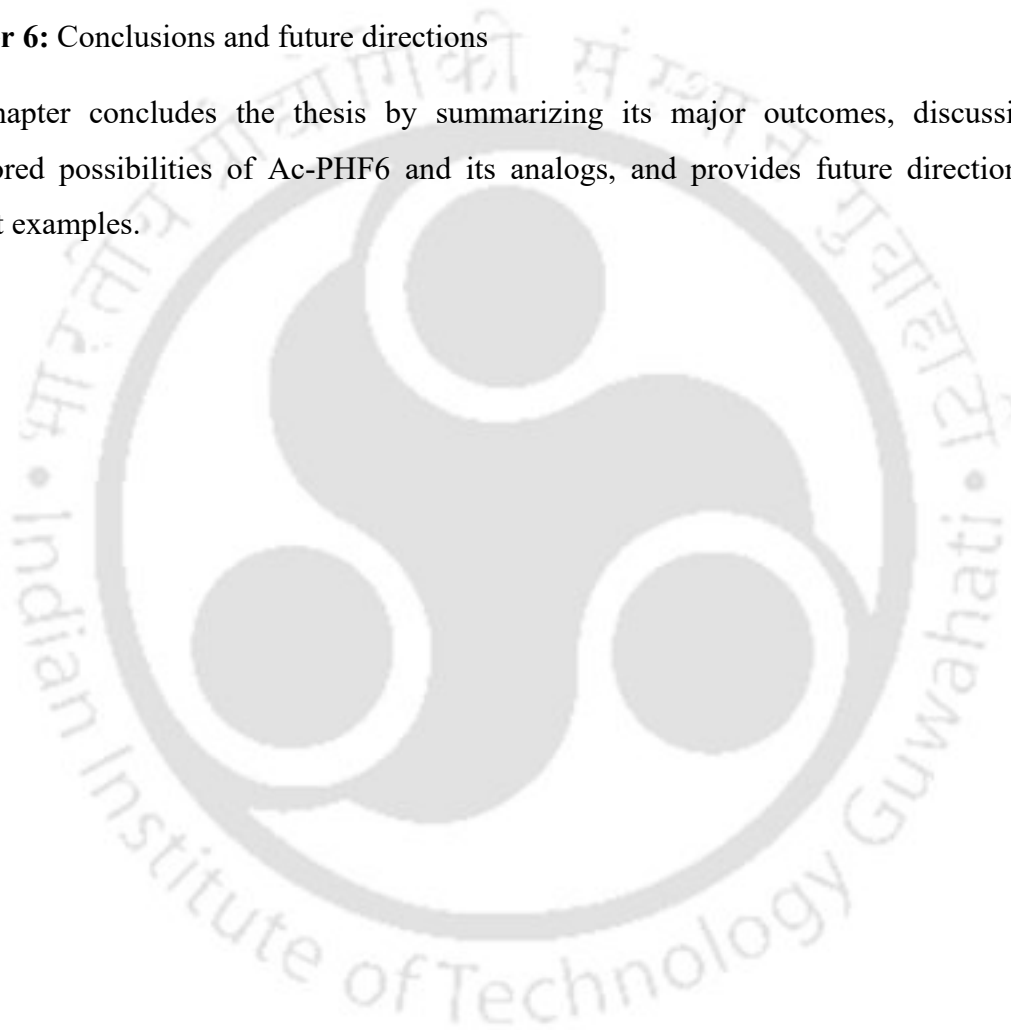 r 6: Conclusions and future directions
hapter concludes the thesis by summarizing its major outcomes, discussi
ored possibilities of Ac-PHF6 and its analogs, and provides future direction
t examples.
भारतीय प्रौद्योगिकी संस्थान गुवाहाटी
• Indian Institute of Technology Guwahati •